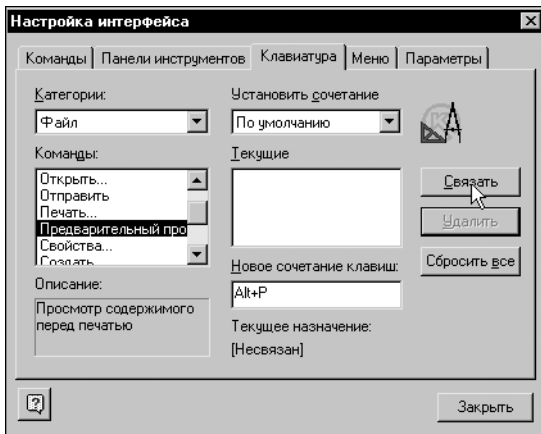 Настройка интерфейса
Команды Панели инструментов Клавиатура Меню Параметры
Категории: Установить сочетание
Файл По умолчанию
Команды: Текущие
Открыть...
Отправить
Печать...
Предварительный про
Свойства...
Создать
Связать
Удалить
Сбросить все
Новое сочетание клавиш:
Alt+P
Описание:
Просмотр содержимого
перед печатью
Текущее назначение:
[Несвязан]
Закрыть